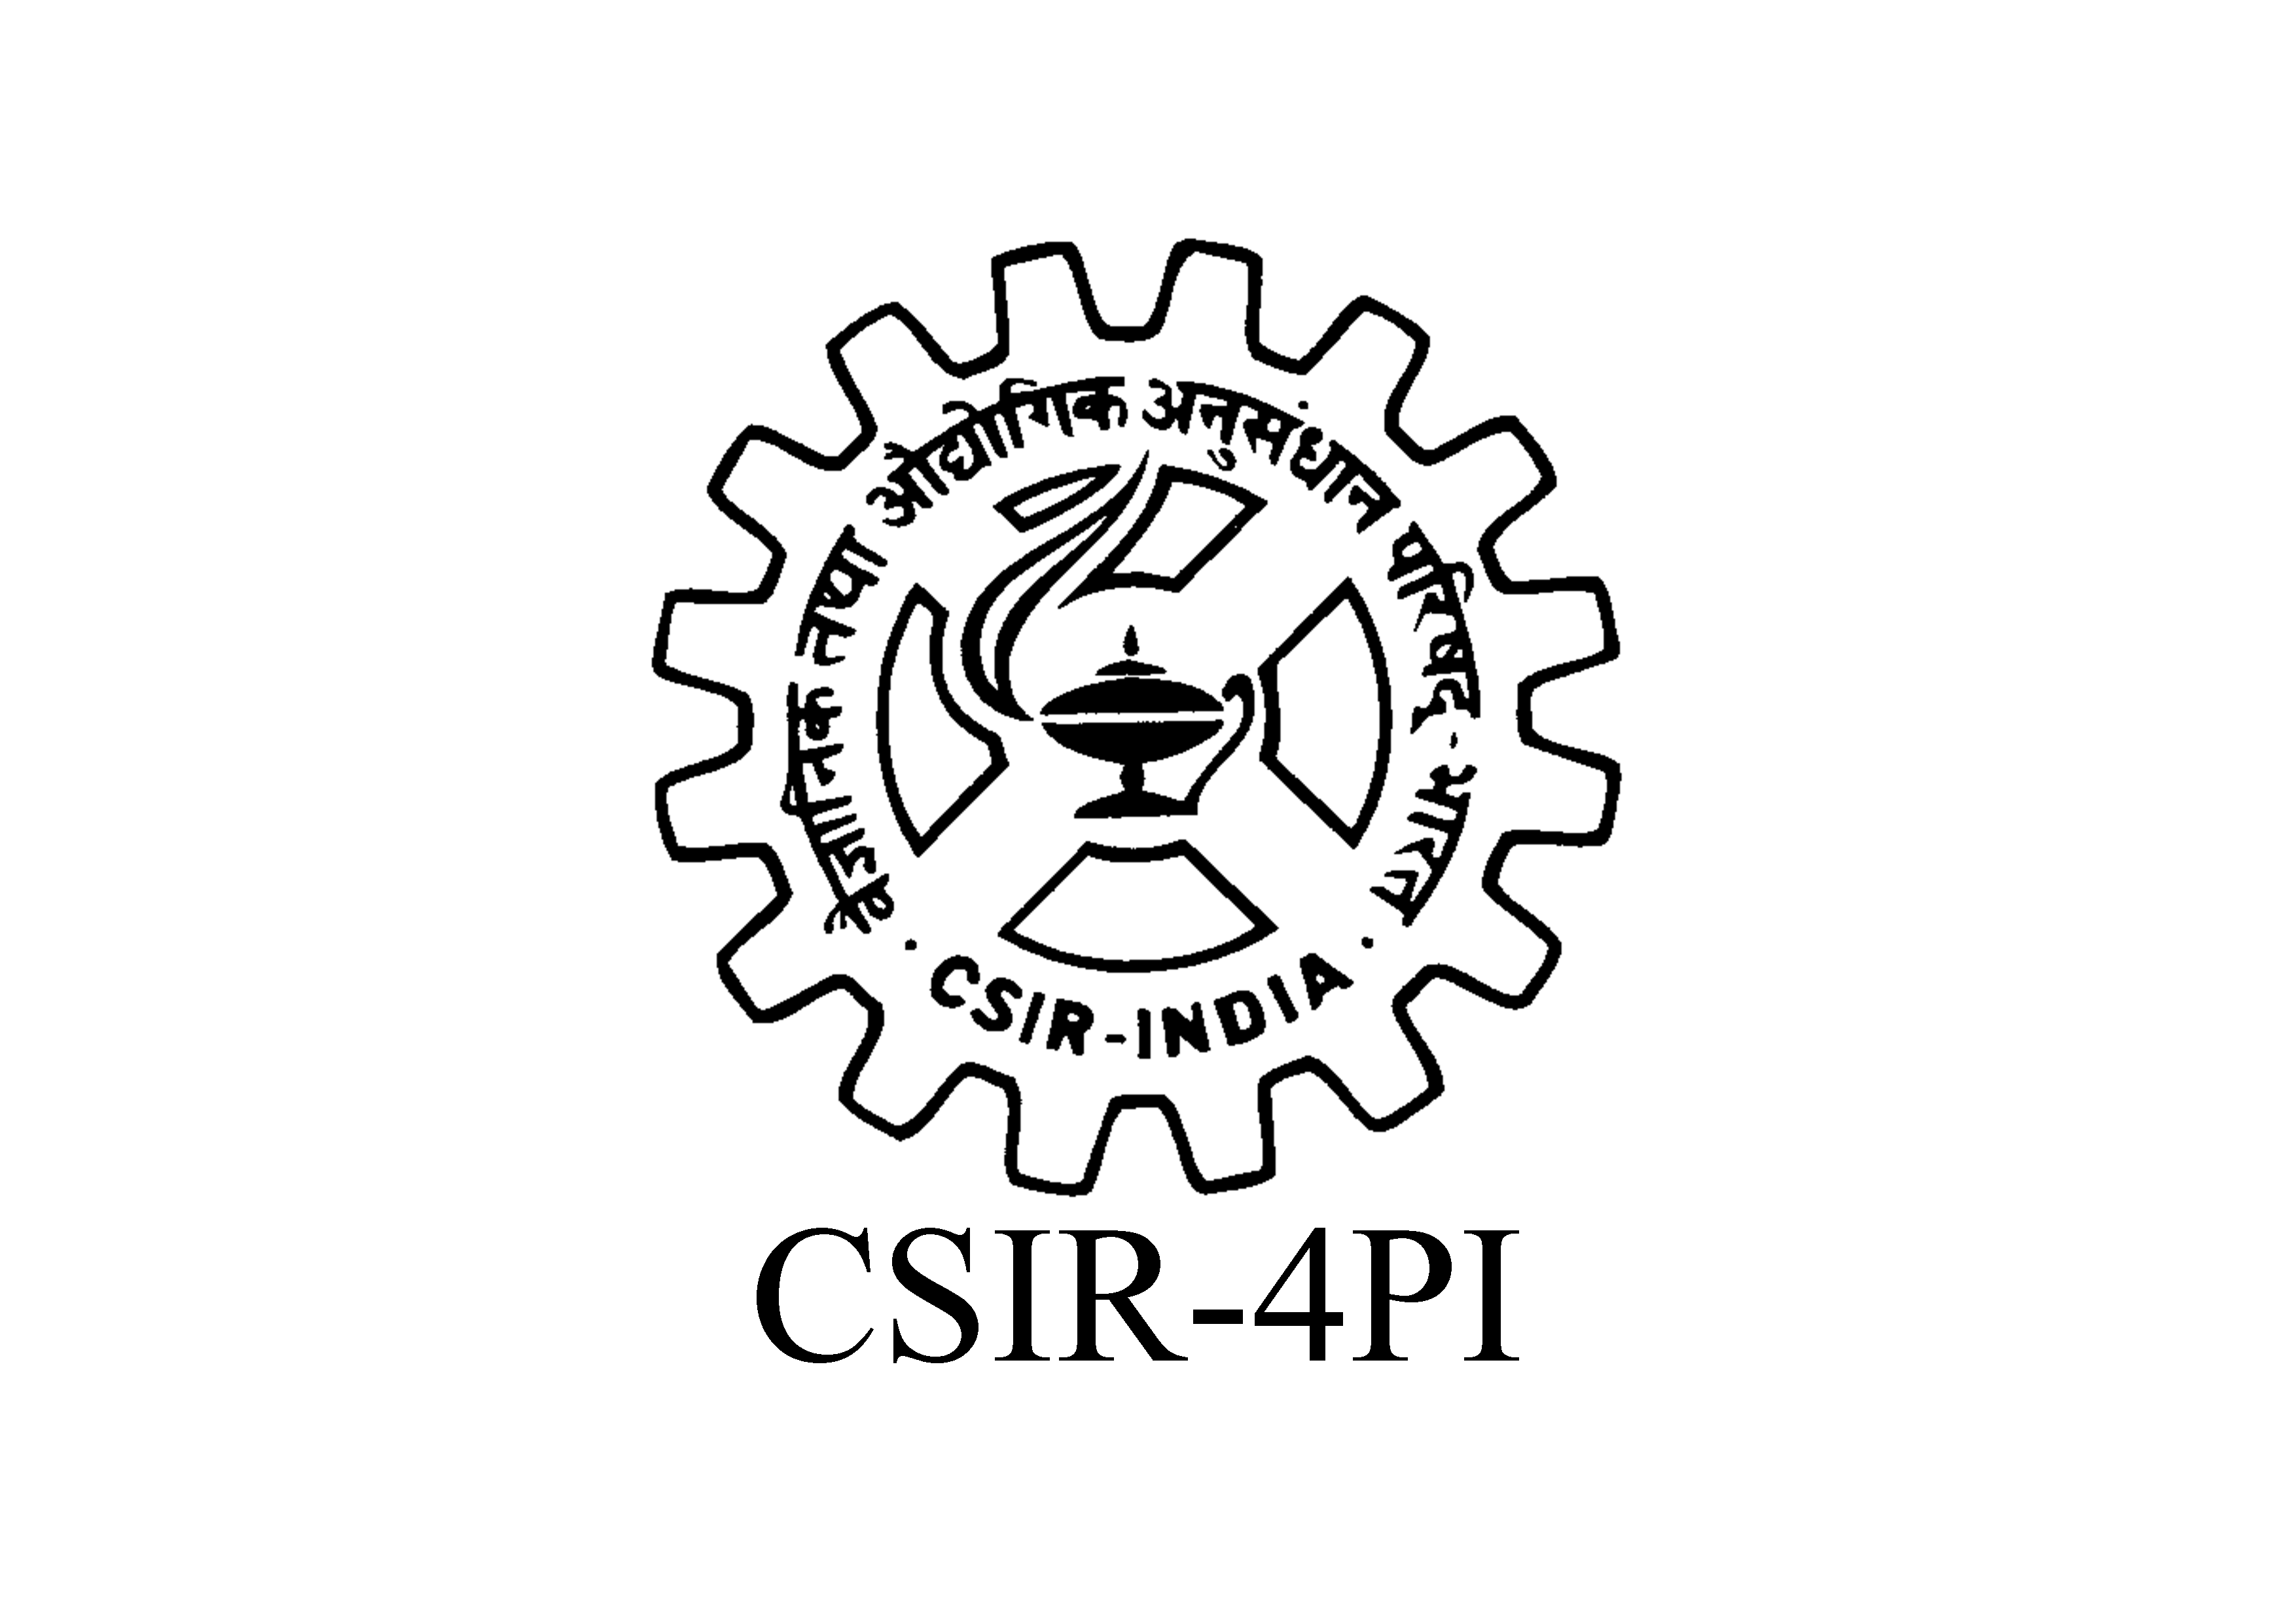 वैज्ञानिक तथा औद्योगिक अनुसंधान परिषद · भारत
· CSIR-INDIA ·
CSIR-4PI